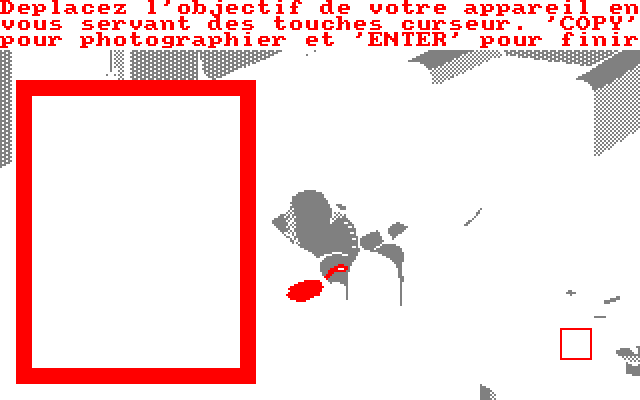 Deplacez l'objectif de votre appareil en
vous servant des touches curseur. 'COPY'
pour photographier et 'ENTER' pour finir